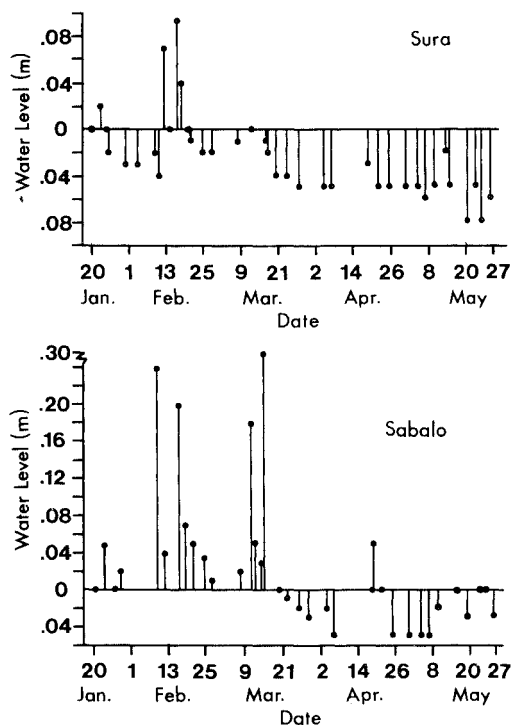 Sura
.08
.04
0
.04
.08
- Water Level (m)
20 1 13 25 9 21 2 14 26 8 20 27
Jan. Feb. Mar. Apr. May
Date
Sabalo
.30
.20
.12
.04
0
.04
Water Level (m)
20 1 13 25 9 21 2 14 26 8 20 27
Jan. Feb. Mar. Apr. May
Date